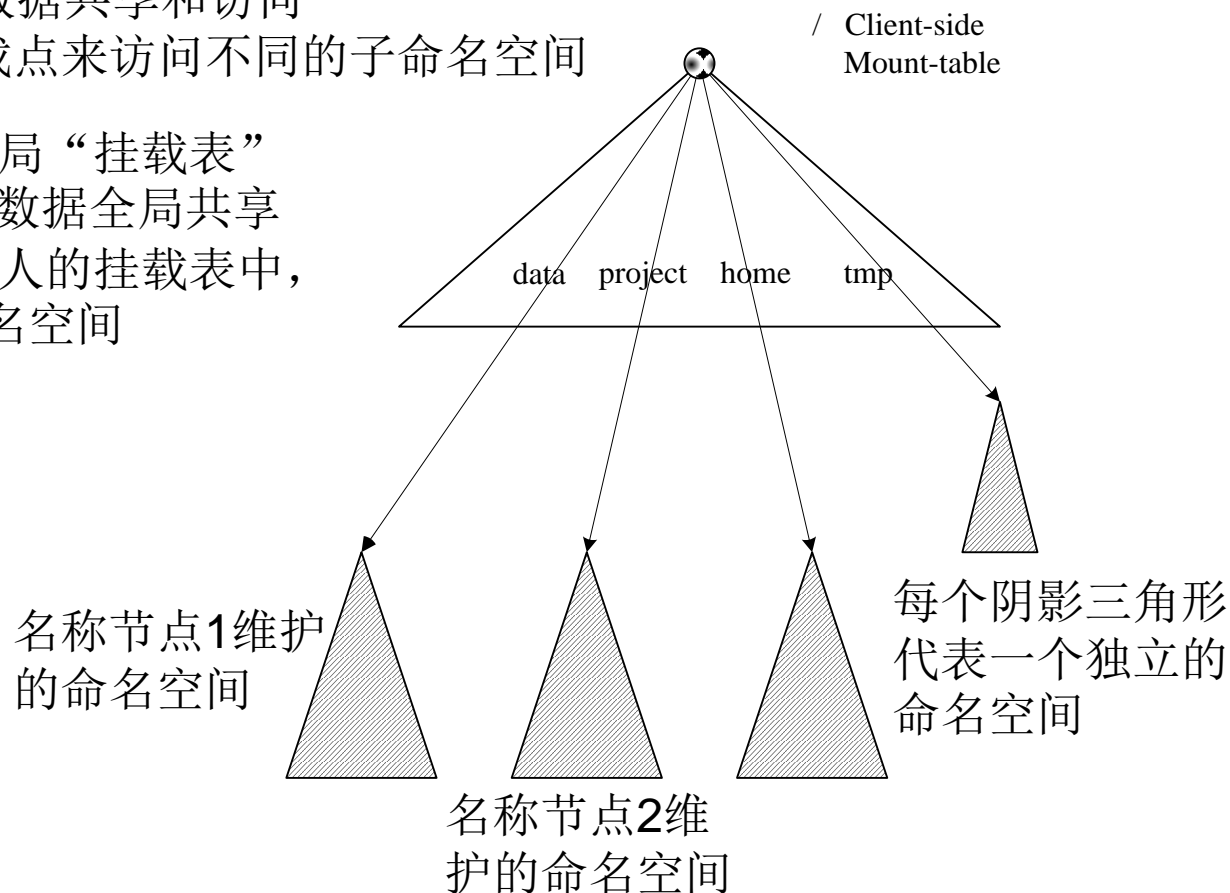 数据共享和访问
点来访问不同的子命名空间
局“挂载表”
数据全局共享
人的挂载表中，
名空间
/ Client-side
Mount-table
data project home tmp
名称节点1维护
的命名空间
名称节点2维
护的命名空间
每个阴影三角形
代表一个独立的
命名空间